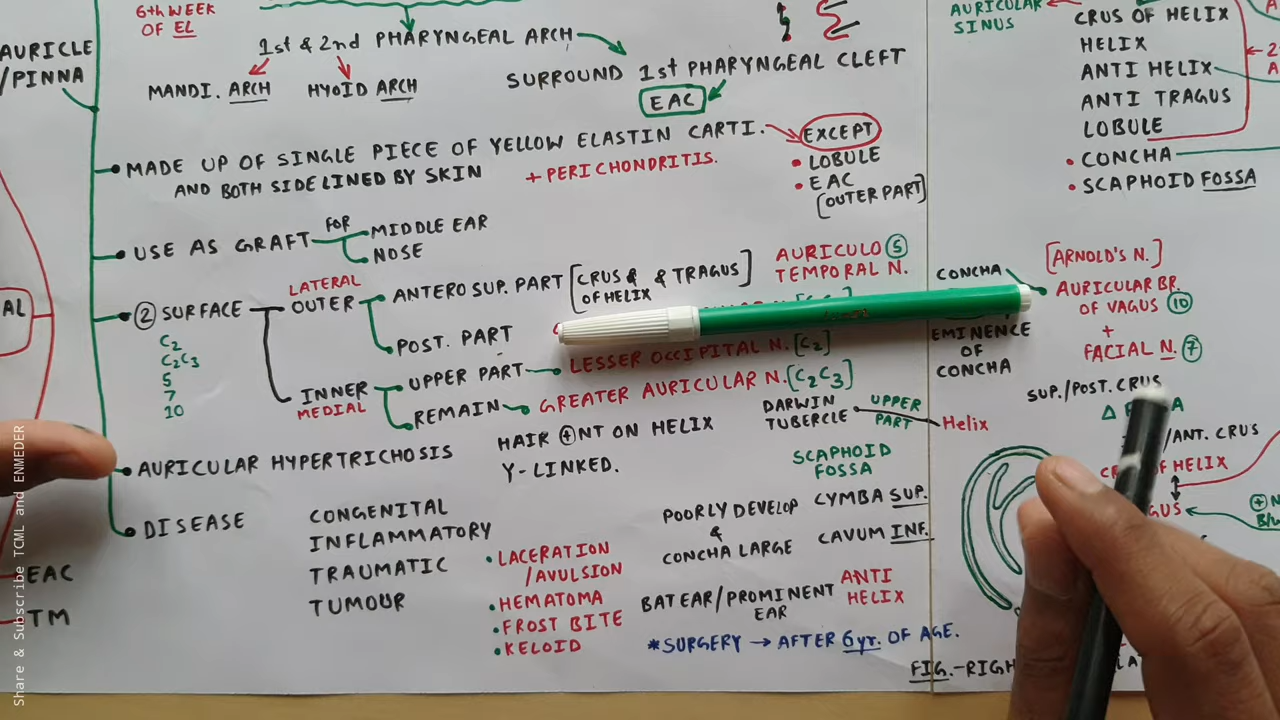 6th WEEK
OF EL
AURICLE
/PINNA
1st & 2nd PHARYNGEAL ARCH
MANDI. ARCH
HYOID ARCH
SURROUND 1st PHARYNGEAL CLEFT
EAC
MADE UP OF SINGLE PIECE OF YELLOW ELASTIN CARTI.
AND BOTH SIDE LINED BY SKIN
+ PERICHONDRITIS.
EXCEPT
• LOBULE
• EAC
[OUTER PART]
USE AS GRAFT FOR
MIDDLE EAR
NOSE
② SURFACE
C2
C2C3
5
7
10
LATERAL
OUTER
ANTERO SUP. PART [CRUS & & TRAGUS]
OF HELIX
AURICULO ⑤
TEMPORAL N.
POST. PART
INNER
MEDIAL
UPPER PART
LESSER OCCIPITAL N. [C2]
REMAIN
GREATER AURICULAR N. [C2C3]
AURICULAR HYPERTRICHOSIS
HAIR ⊕NT ON HELIX
Y-LINKED.
DISEASE
CONGENITAL
INFLAMMATORY
TRAUMATIC
TUMOUR
• LACERATION
/AVULSION
• HEMATOMA
• FROST BITE
• KELOID
DARWIN
TUBERCLE
UPPER
PART
Helix
SCAPHOID
FOSSA
POORLY DEVELOP
&
CONCHA LARGE
CYMBA SUP.
CAVUM INF.
BAT EAR/PROMINENT
EAR
ANTI
HELIX
*SURGERY → AFTER 6yr. OF AGE.
AURICULAR
SINUS
CRUS OF HELIX
HELIX
ANTI HELIX
ANTI TRAGUS
LOBULE
• CONCHA
• SCAPHOID FOSSA
CONCHA
EMINENCE
OF
CONCHA
[ARNOLD'S N.]
AURICULAR BR.
OF VAGUS ⑩
+
FACIAL N. ⑦
SUP./POST. CRUS
/ANT. CRUS
OF HELIX
FIG.-RIGH
AL
EAC
TM
Share & Subscribe TCML and ENMEDER